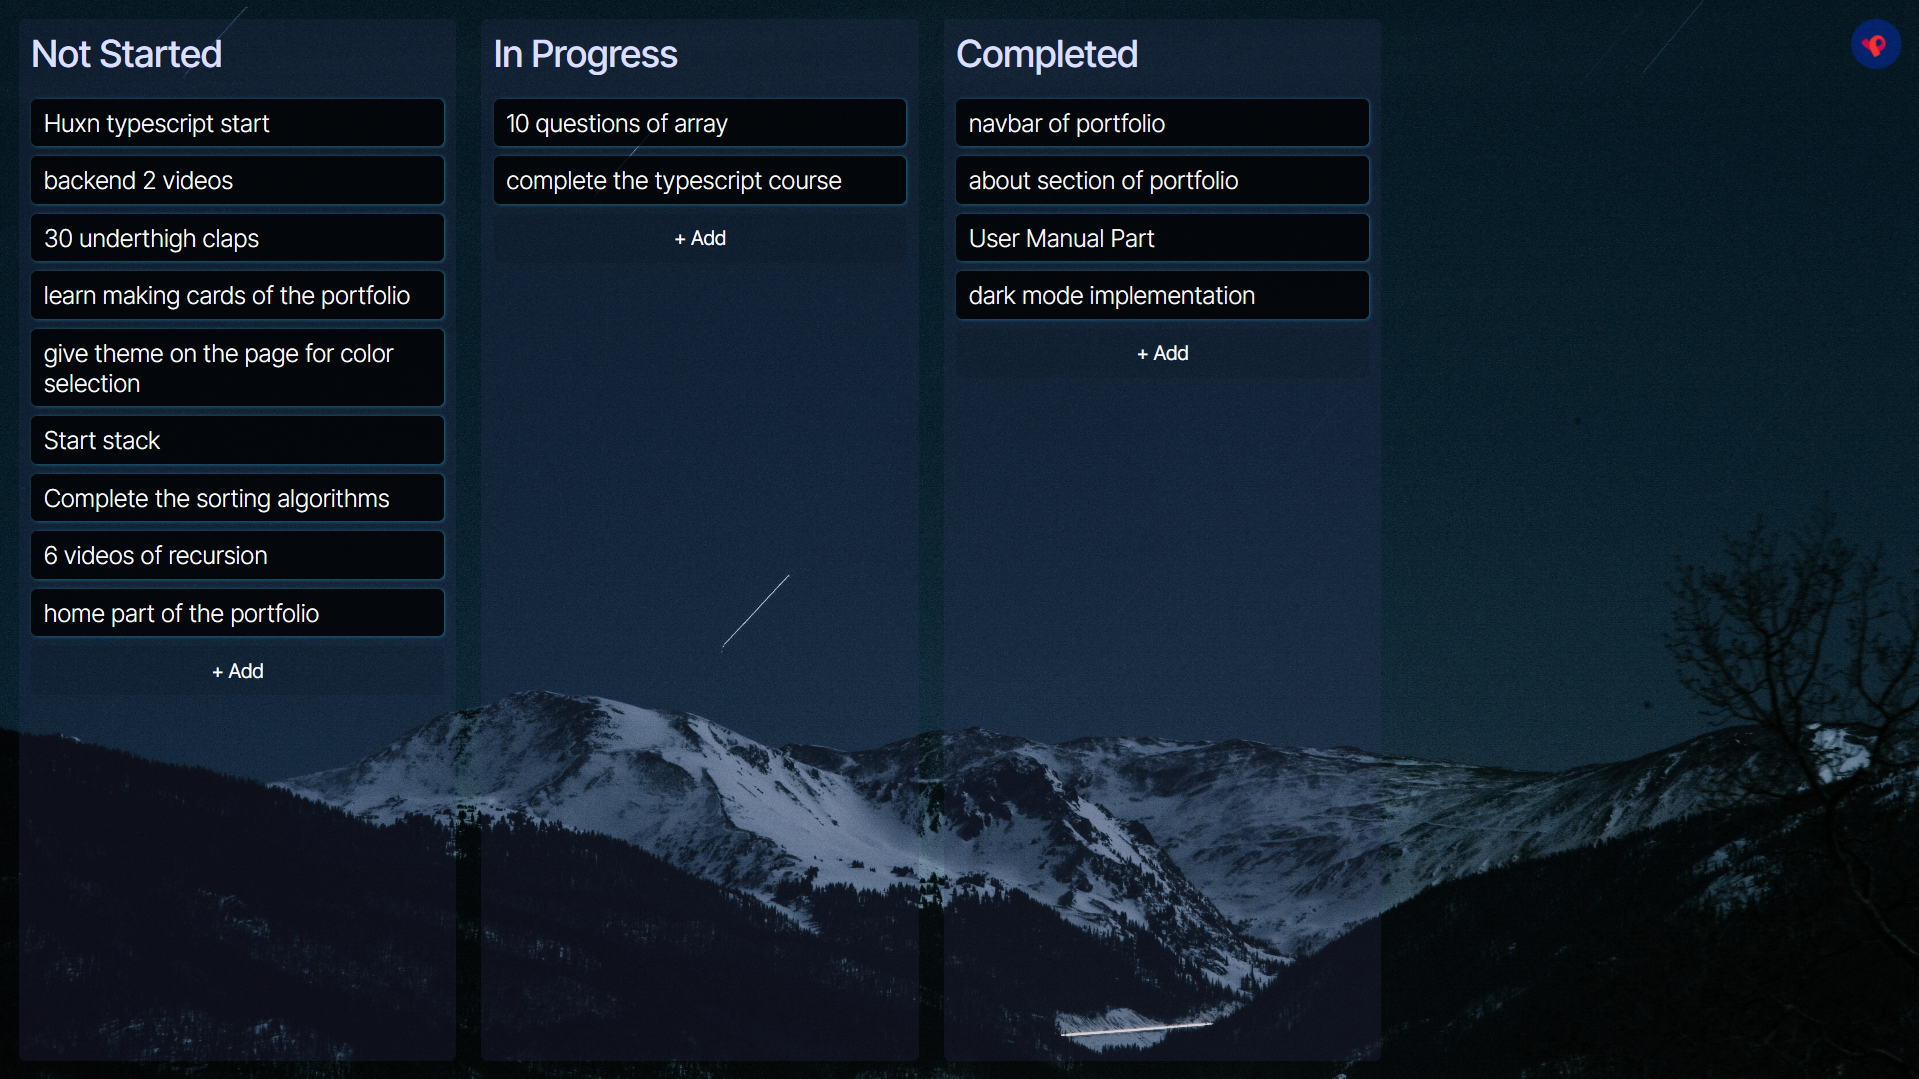 Not Started
Huxn typescript start
backend 2 videos
30 underthigh claps
learn making cards of the portfolio
give theme on the page for color
selection
Start stack
Complete the sorting algorithms
6 videos of recursion
home part of the portfolio
+ Add
In Progress
10 questions of array
complete the typescript course
+ Add
Completed
navbar of portfolio
about section of portfolio
User Manual Part
dark mode implementation
+ Add